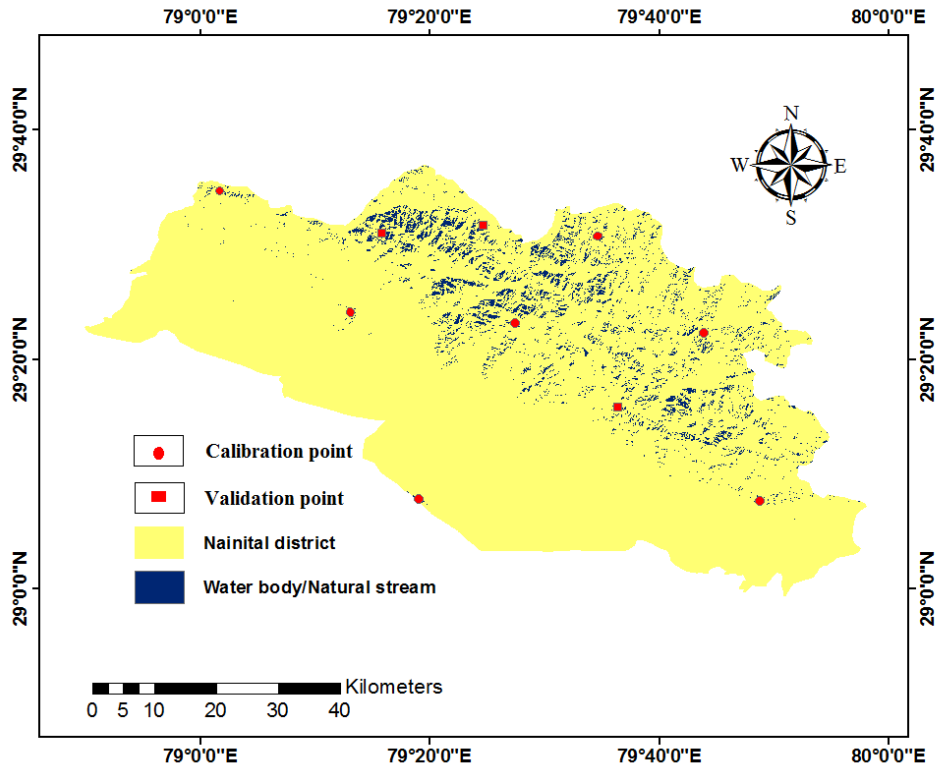 79°0'0"E 79°20'0"E 79°40'0"E 80°0'0"E
29°40'0"N 29°40'0"N
N
W E
S
29°20'0"N 29°20'0"N
Calibration point
Validation point
Nainital district
Water body/Natural stream
29°0'0"N 29°0'0"N
Kilometers
0 5 10 20 30 40
79°0'0"E 79°20'0"E 79°40'0"E 80°0'0"E